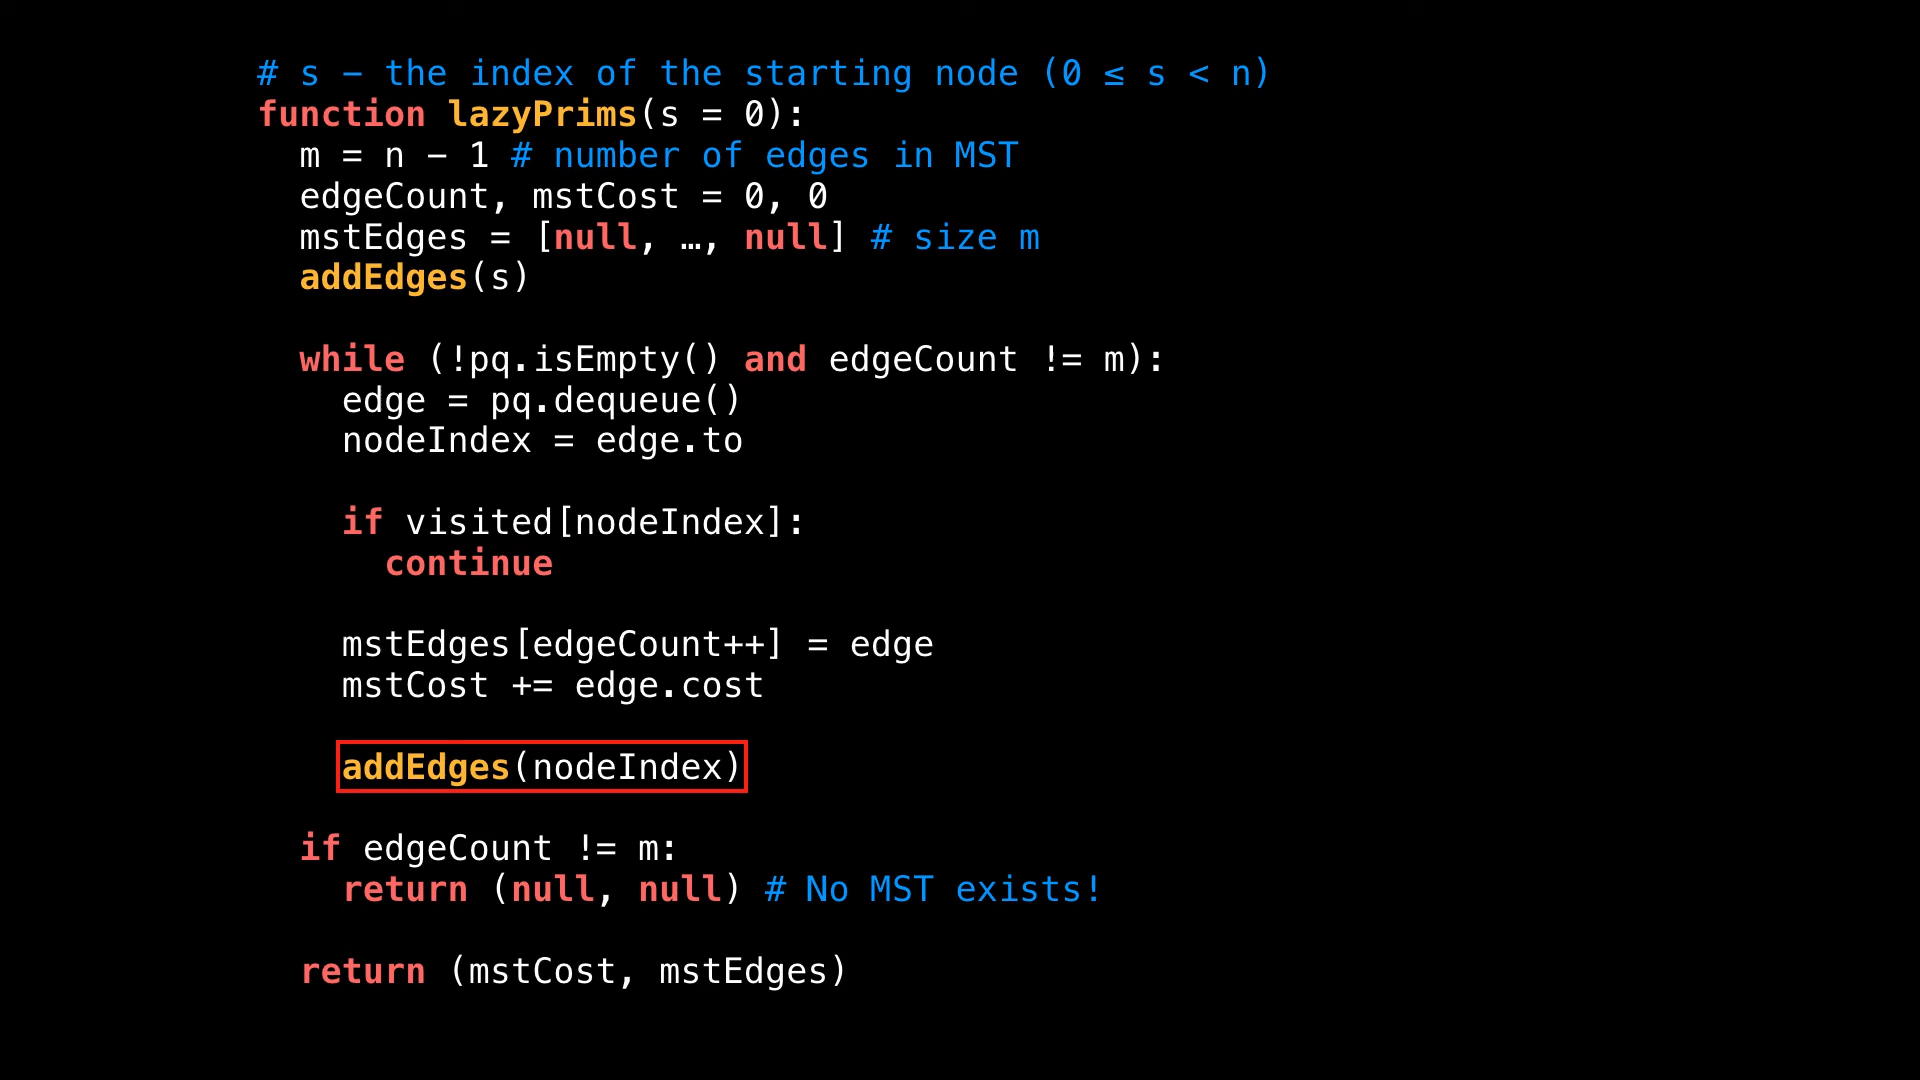 # s – the index of the starting node (0 ≤ s < n)
function lazyPrims(s = 0):
  m = n – 1 # number of edges in MST
  edgeCount, mstCost = 0, 0
  mstEdges = [null, …, null] # size m
  addEdges(s)

  while (!pq.isEmpty() and edgeCount != m):
    edge = pq.dequeue()
    nodeIndex = edge.to

    if visited[nodeIndex]:
      continue

    mstEdges[edgeCount++] = edge
    mstCost += edge.cost

    addEdges(nodeIndex)

  if edgeCount != m:
    return (null, null) # No MST exists!

  return (mstCost, mstEdges)